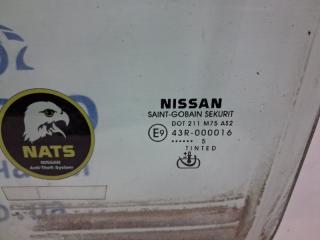 NISSAN
SAINT-GOBAIN SEKURIT
DOT 211 M75 AS2
E9 43R-000016
...... 5
TINTED
NATS
NISSAN
Anti-Theft System